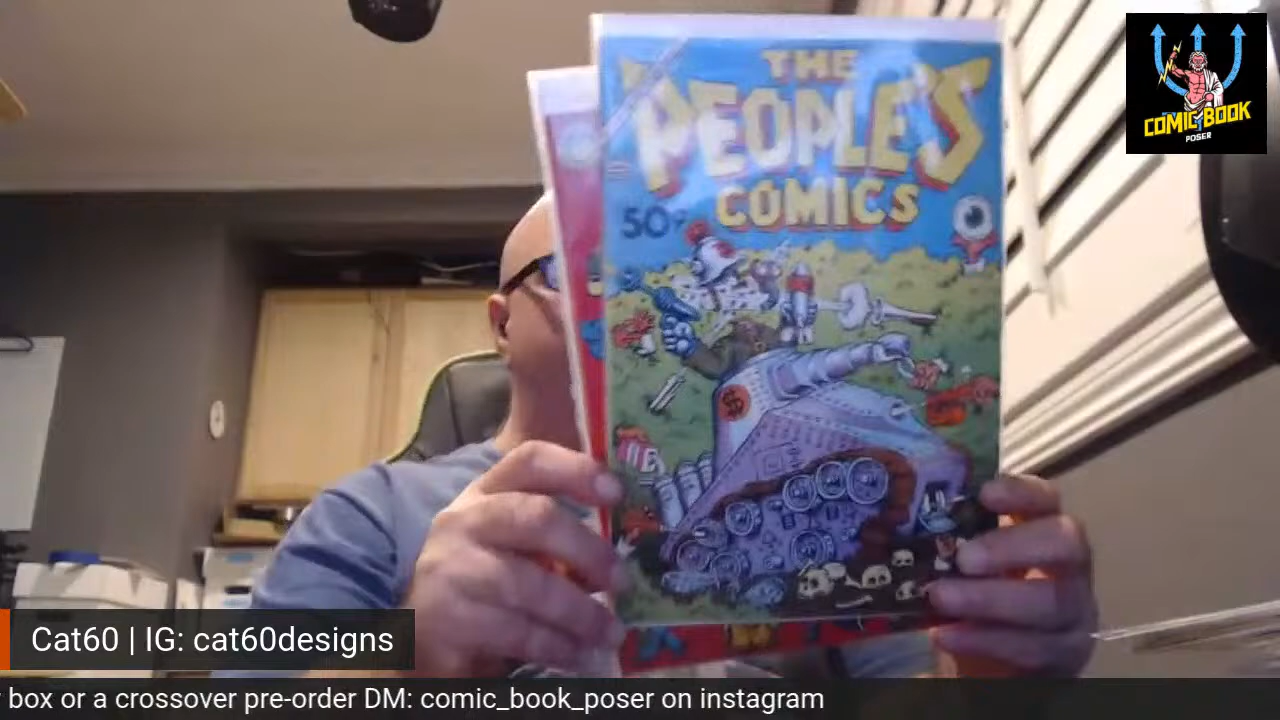 THE
PEOPLE'S
COMICS
50¢
$
COMIC BOOK
POSER
Cat60 | IG: cat60designs
box or a crossover pre-order DM: comic_book_poser on instagram